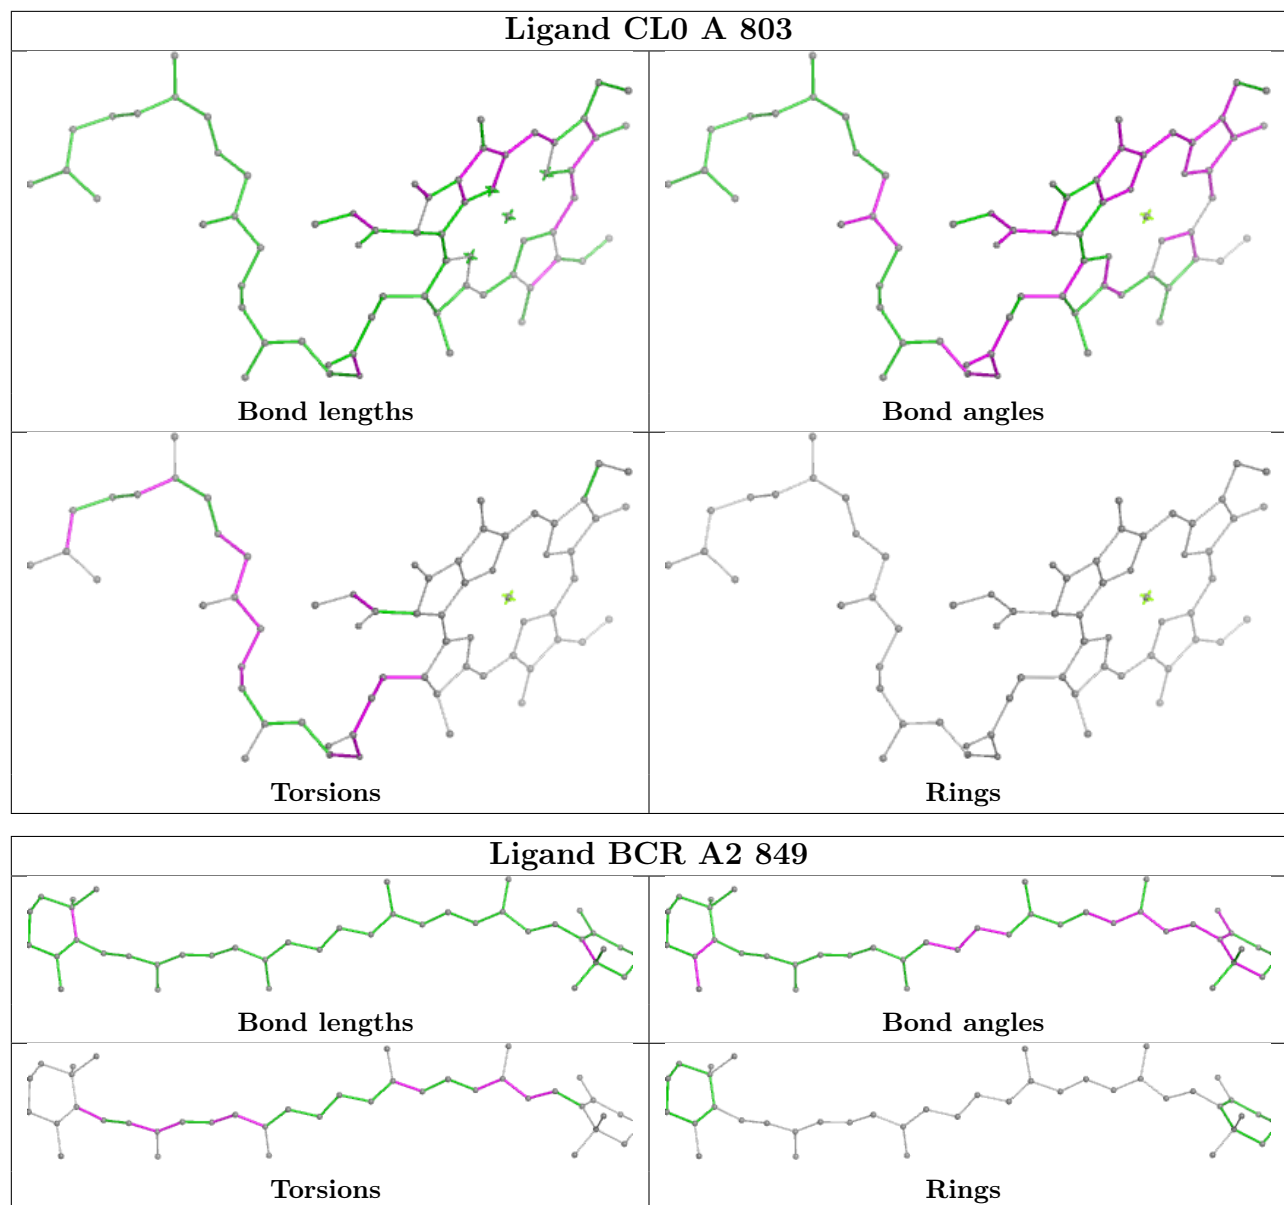 Ligand CL0 A 803
Bond lengths
Bond angles
Torsions
Rings
Ligand BCR A2 849
Bond lengths
Bond angles
Torsions
Rings